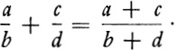 a/b + c/d = (a + c)/(b + d).